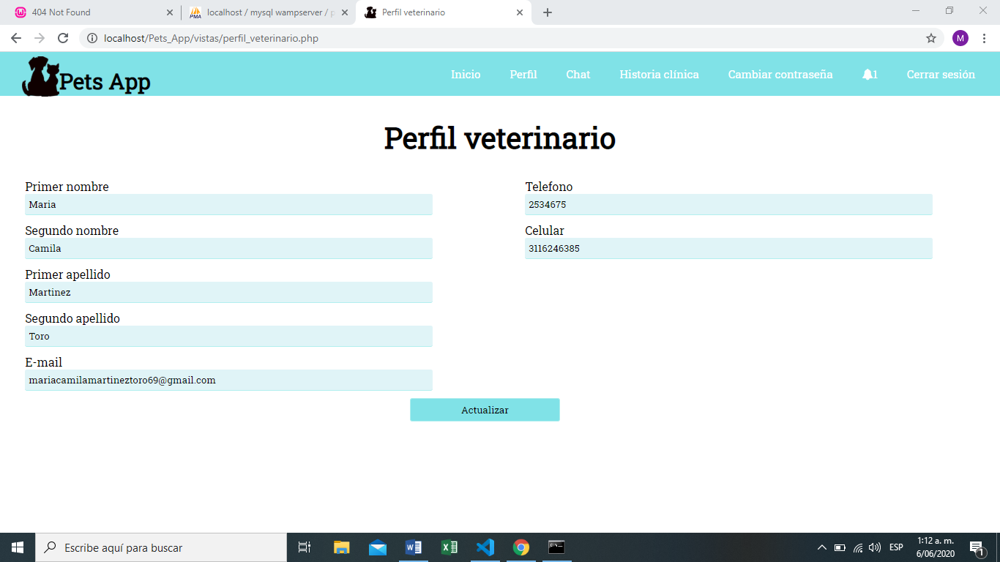 404 Not Found
localhost / mysql wampserver / p
Perfil veterinario
localhost/Pets_App/vistas/perfil_veterinario.php
M
Pets App
Inicio
Perfil
Chat
Historia clínica
Cambiar contraseña
1
Cerrar sesión
Perfil veterinario
Primer nombre
Maria
Segundo nombre
Camila
Primer apellido
Martinez
Segundo apellido
Toro
E-mail
mariacamilamartineztoro69@gmail.com
Telefono
2534675
Celular
3116246385
Actualizar
Escribe aquí para buscar
ESP
1:12 a. m.
6/06/2020
1